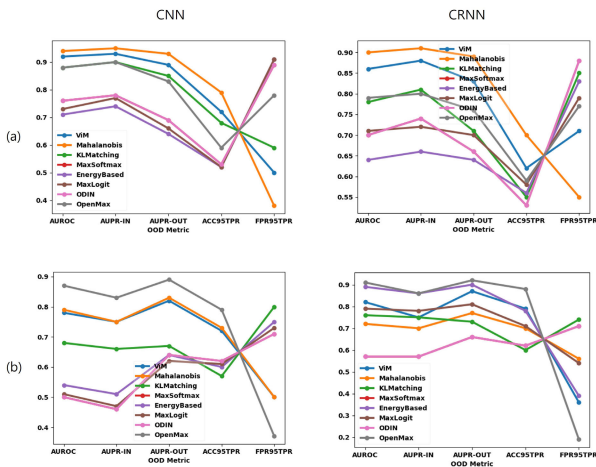 CNN
CRNN
(a)
0.9
0.8
0.7
0.6
0.5
0.4
ViM
Mahalanobis
KLMatching
MaxSoftmax
EnergyBased
MaxLogit
ODIN
OpenMax
AUROC AUPR-IN AUPR-OUT ACC95TPR FPR95TPR
OOD Metric
0.90
0.85
0.80
0.75
0.70
0.65
0.60
0.55
ViM
Mahalanobis
KLMatching
MaxSoftmax
EnergyBased
MaxLogit
ODIN
OpenMax
AUROC AUPR-IN AUPR-OUT ACC95TPR FPR95TPR
OOD Metric
(b)
0.9
0.8
0.7
0.6
0.5
0.4
ViM
Mahalanobis
KLMatching
MaxSoftmax
EnergyBased
MaxLogit
ODIN
OpenMax
AUROC AUPR-IN AUPR-OUT ACC95TPR FPR95TPR
OOD Metric
0.9
0.8
0.7
0.6
0.5
0.4
0.3
0.2
ViM
Mahalanobis
KLMatching
MaxSoftmax
EnergyBased
MaxLogit
ODIN
OpenMax
AUROC AUPR-IN AUPR-OUT ACC95TPR FPR95TPR
OOD Metric